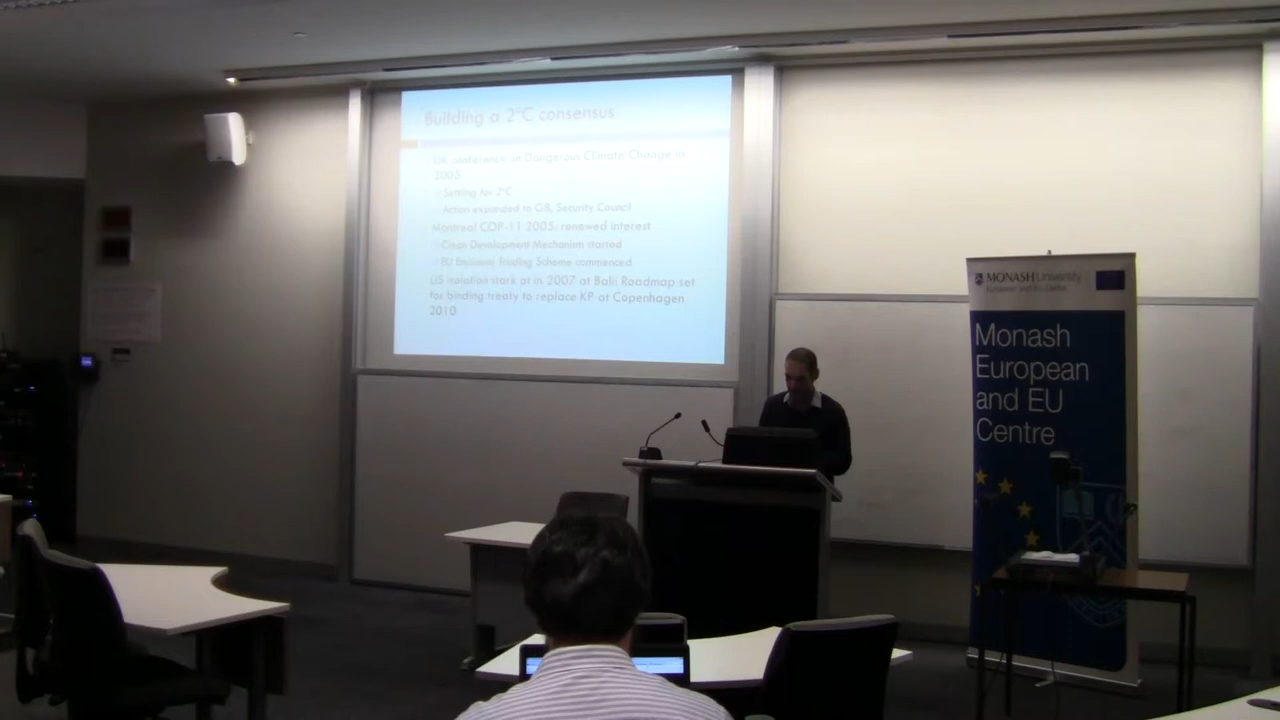 Building a 2°C consensus
UK conference on Dangerous Climate Change in
Setting for 2°C
Action expanded to G8, Security Council
Montreal COP-11 2005: renewed interest
Clean Development Mechanism started
EU Emissions Trading Scheme commenced
US isolation stark at in 2007 at Bali: Roadmap set
for binding treaty to replace KP at Copenhagen
2010
MONASH University
European and EU Centre
Monash
European
and EU
Centre